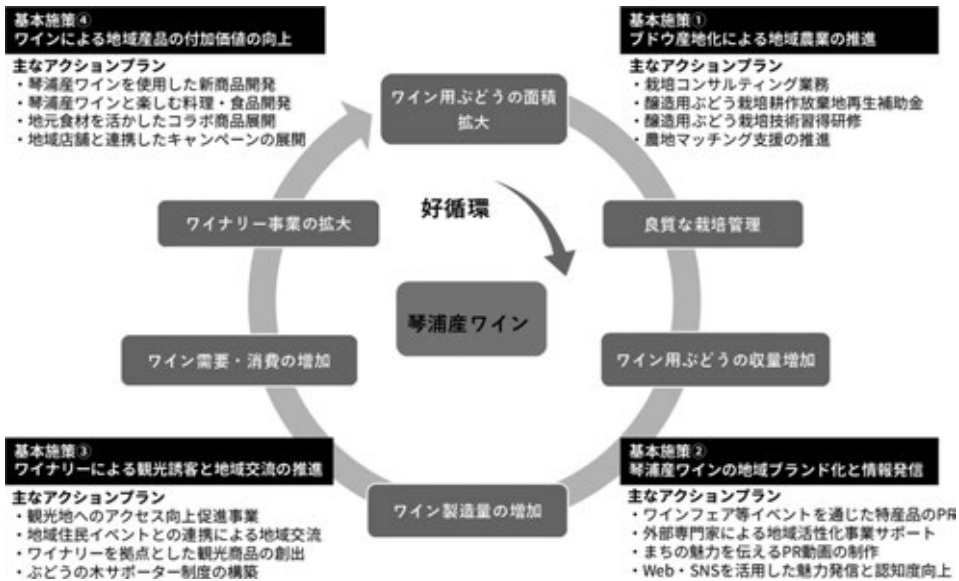 基本施策④
ワインによる地域産品の付加価値の向上
主なアクションプラン
・琴浦産ワインを使用した新商品開発
・琴浦産ワインと楽しむ料理・食品開発
・地元食材を活かしたコラボ商品展開
・地域店舗と連携したキャンペーンの展開
基本施策①
ブドウ産地化による地域農業の推進
主なアクションプラン
・栽培コンサルティング業務
・醸造用ぶどう栽培耕作放棄地再生補助金
・醸造用ぶどう栽培技術習得研修
・農地マッチング支援の推進
ワイン用ぶどうの面積
拡大
好循環
ワイナリー事業の拡大
良質な栽培管理
琴浦産ワイン
ワイン需要・消費の増加
ワイン用ぶどうの収量増加
ワイン製造量の増加
基本施策③
ワイナリーによる観光誘客と地域交流の推進
主なアクションプラン
・観光地へのアクセス向上促進事業
・地域住民イベントとの連携による地域交流
・ワイナリーを拠点とした観光商品の創出
・ぶどうの木サポーター制度の構築
基本施策②
琴浦産ワインの地域ブランド化と情報発信
主なアクションプラン
・ワインフェア等イベントを通じた特産品のPR
・外部専門家による地域活性化事業サポート
・まちの魅力を伝えるPR動画の制作
・Web・SNSを活用した魅力発信と認知度向上